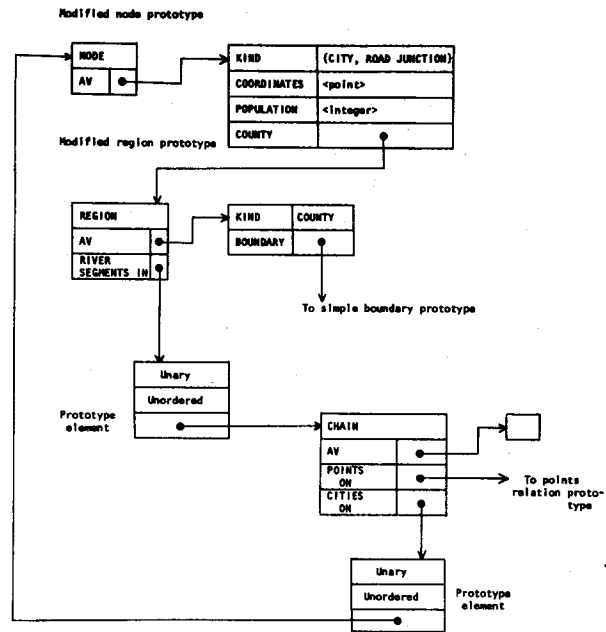 Modified node prototype
NODE
AV
KIND {CITY, ROAD JUNCTION}
COORDINATES <point>
POPULATION <integer>
COUNTY
Modified region prototype
REGION
AV
RIVER
SEGMENTS IN
KIND COUNTY
BOUNDARY
To simple boundary prototype
Unary
Unordered
Prototype
element
CHAIN
AV
POINTS
ON
CITIES
ON
To points
relation proto-
type
Unary
Unordered
Prototype
element